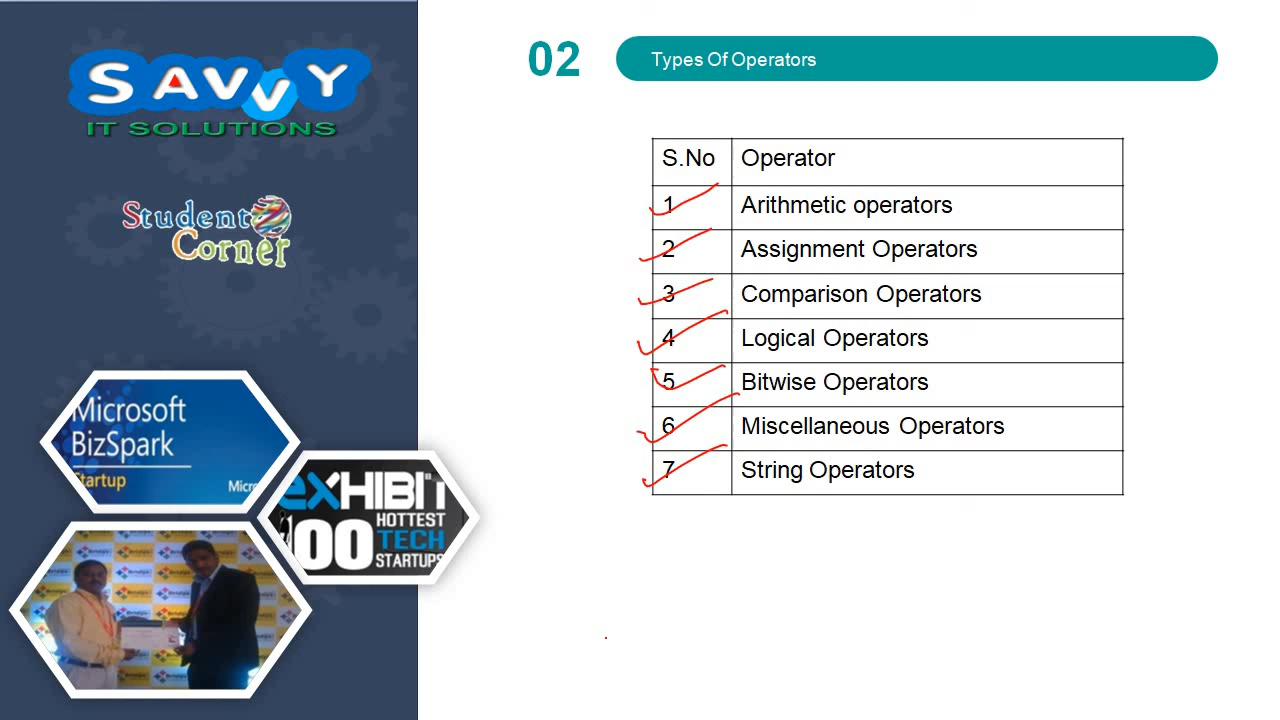 SAVVY
IT SOLUTIONS
Student
Corner
Microsoft
BizSpark
Startup
Micr
eXHIBIT
100
HOTTEST
TECH
STARTUPS
02 Types Of Operators
S.No Operator
1 Arithmetic operators
2 Assignment Operators
3 Comparison Operators
4 Logical Operators
5 Bitwise Operators
6 Miscellaneous Operators
7 String Operators